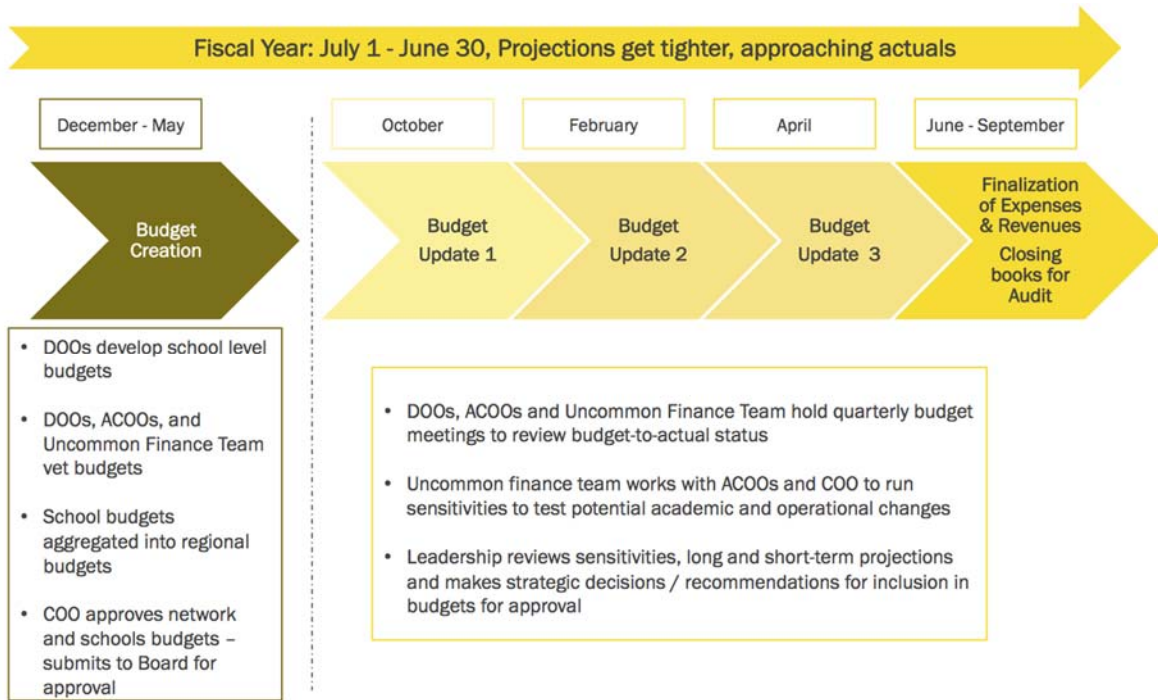 Fiscal Year: July 1 - June 30, Projections get tighter, approaching actuals
December - May
October
February
April
June - September
Budget
Creation
Budget
Update 1
Budget
Update 2
Budget
Update 3
Finalization
of Expenses
& Revenues
Closing
books for
Audit
• DOOs develop school level
budgets
• DOOs, ACOOs, and
Uncommon Finance Team
vet budgets
• School budgets
aggregated into regional
budgets
• COO approves network
and schools budgets –
submits to Board for
approval
• DOOs, ACOOs and Uncommon Finance Team hold quarterly budget
meetings to review budget-to-actual status
• Uncommon finance team works with ACOOs and COO to run
sensitivities to test potential academic and operational changes
• Leadership reviews sensitivities, long and short-term projections
and makes strategic decisions / recommendations for inclusion in
budgets for approval